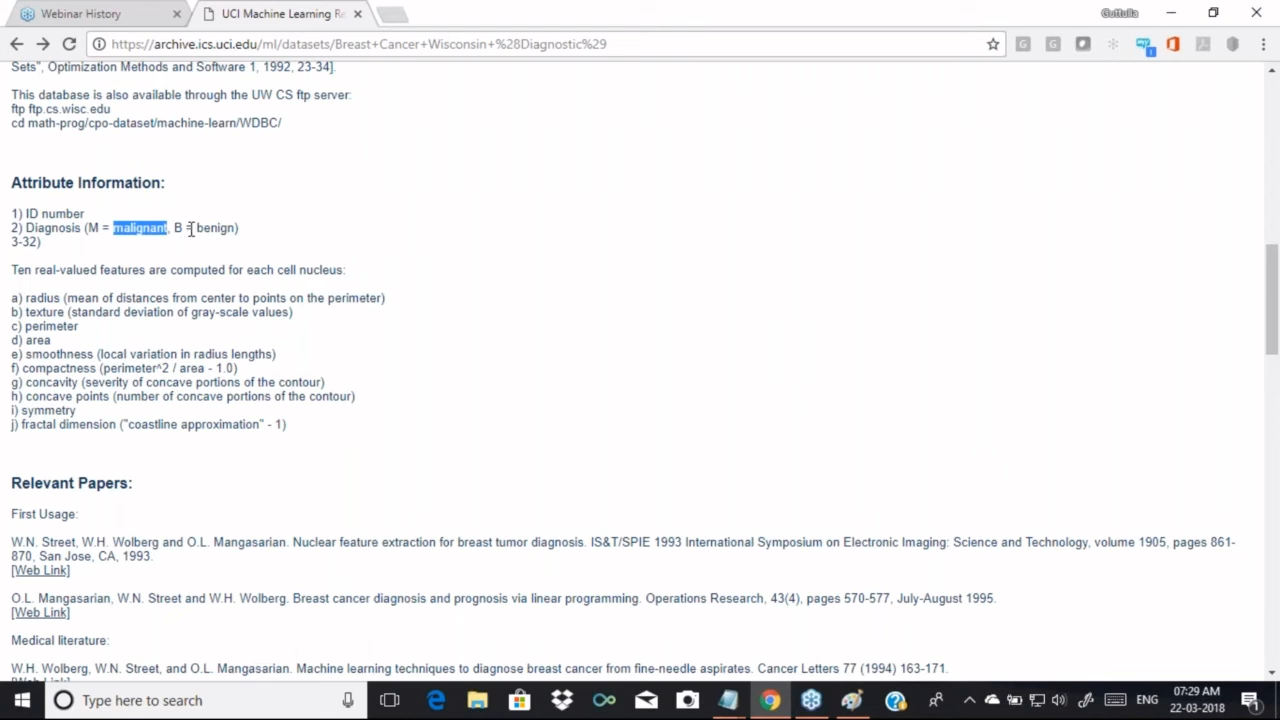 Webinar History
UCI Machine Learning Re
Guttulla
https://archive.ics.uci.edu/ml/datasets/Breast+Cancer+Wisconsin+%28Diagnostic%29
Sets", Optimization Methods and Software 1, 1992, 23-34].
This database is also available through the UW CS ftp server:
ftp ftp.cs.wisc.edu
cd math-prog/cpo-dataset/machine-learn/WDBC/
Attribute Information:
1) ID number
2) Diagnosis (M = malignant, B = benign)
3-32)
Ten real-valued features are computed for each cell nucleus:
a) radius (mean of distances from center to points on the perimeter)
b) texture (standard deviation of gray-scale values)
c) perimeter
d) area
e) smoothness (local variation in radius lengths)
f) compactness (perimeter^2 / area - 1.0)
g) concavity (severity of concave portions of the contour)
h) concave points (number of concave portions of the contour)
i) symmetry
j) fractal dimension ("coastline approximation" - 1)
Relevant Papers:
First Usage:
W.N. Street, W.H. Wolberg and O.L. Mangasarian. Nuclear feature extraction for breast tumor diagnosis. IS&T/SPIE 1993 International Symposium on Electronic Imaging: Science and Technology, volume 1905, pages 861-
870, San Jose, CA, 1993.
[Web Link]
O.L. Mangasarian, W.N. Street and W.H. Wolberg. Breast cancer diagnosis and prognosis via linear programming. Operations Research, 43(4), pages 570-577, July-August 1995.
[Web Link]
Medical literature:
W.H. Wolberg, W.N. Street, and O.L. Mangasarian. Machine learning techniques to diagnose breast cancer from fine-needle aspirates. Cancer Letters 77 (1994) 163-171.
[Web Link]
Type here to search
ENG
07:29 AM
22-03-2018